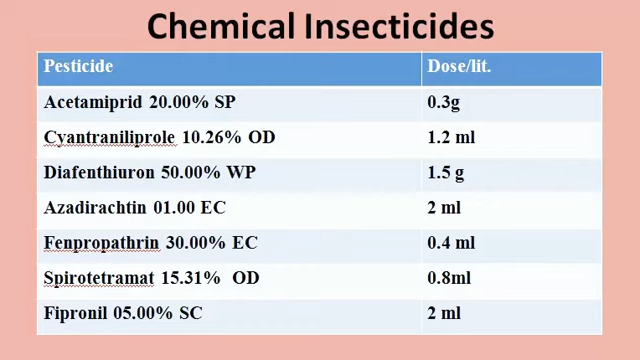 Chemical Insecticides
Pesticide Dose/lit.
Acetamiprid 20.00% SP 0.3g
Cyantraniliprole 10.26% OD 1.2 ml
Diafenthiuron 50.00% WP 1.5 g
Azadirachtin 01.00 EC 2 ml
Fenpropathrin 30.00% EC 0.4 ml
Spirotetramat 15.31% OD 0.8ml
Fipronil 05.00% SC 2 ml